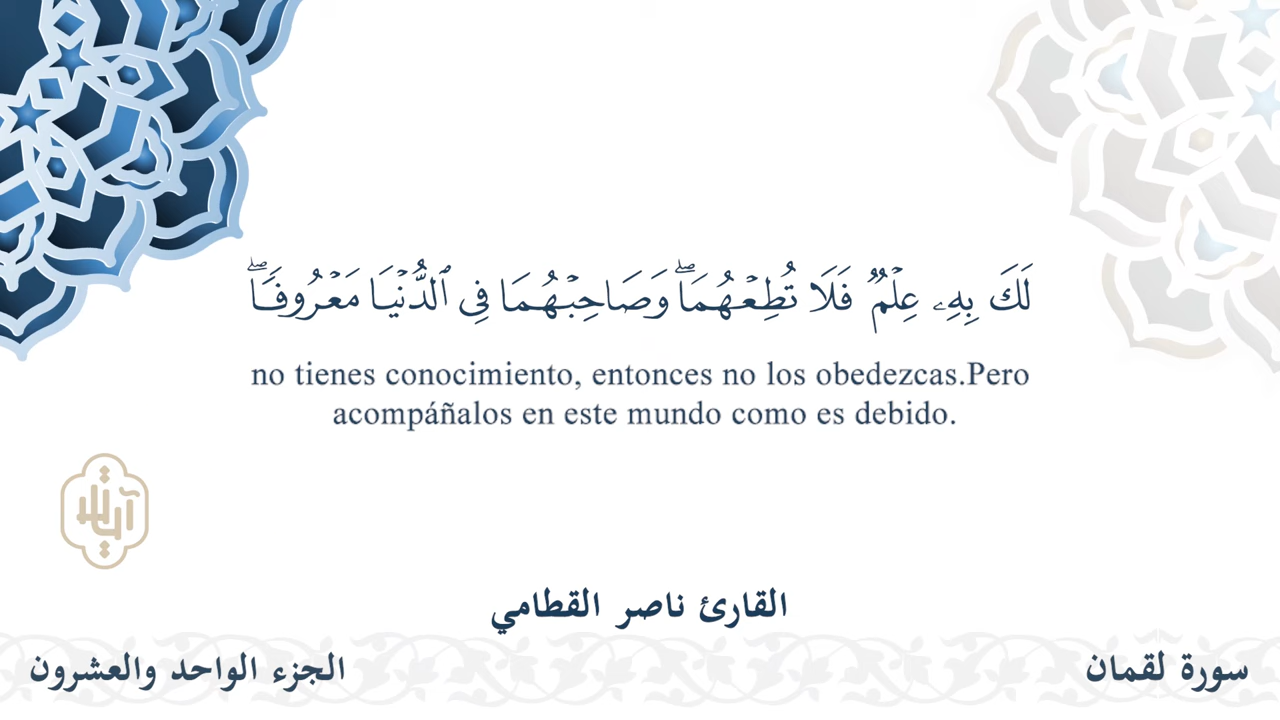 لَكَ بِهِۦ عِلْمٌ فَلَا تُطِعْهُمَا ۖ وَصَاحِبْهُمَا فِى ٱلدُّنْيَا مَعْرُوفًا ۖ
no tienes conocimiento, entonces no los obedezcas.Pero
acompáñalos en este mundo como es debido.
القارئ ناصر القطامي
سورة لقمان
الجزء الواحد والعشرون